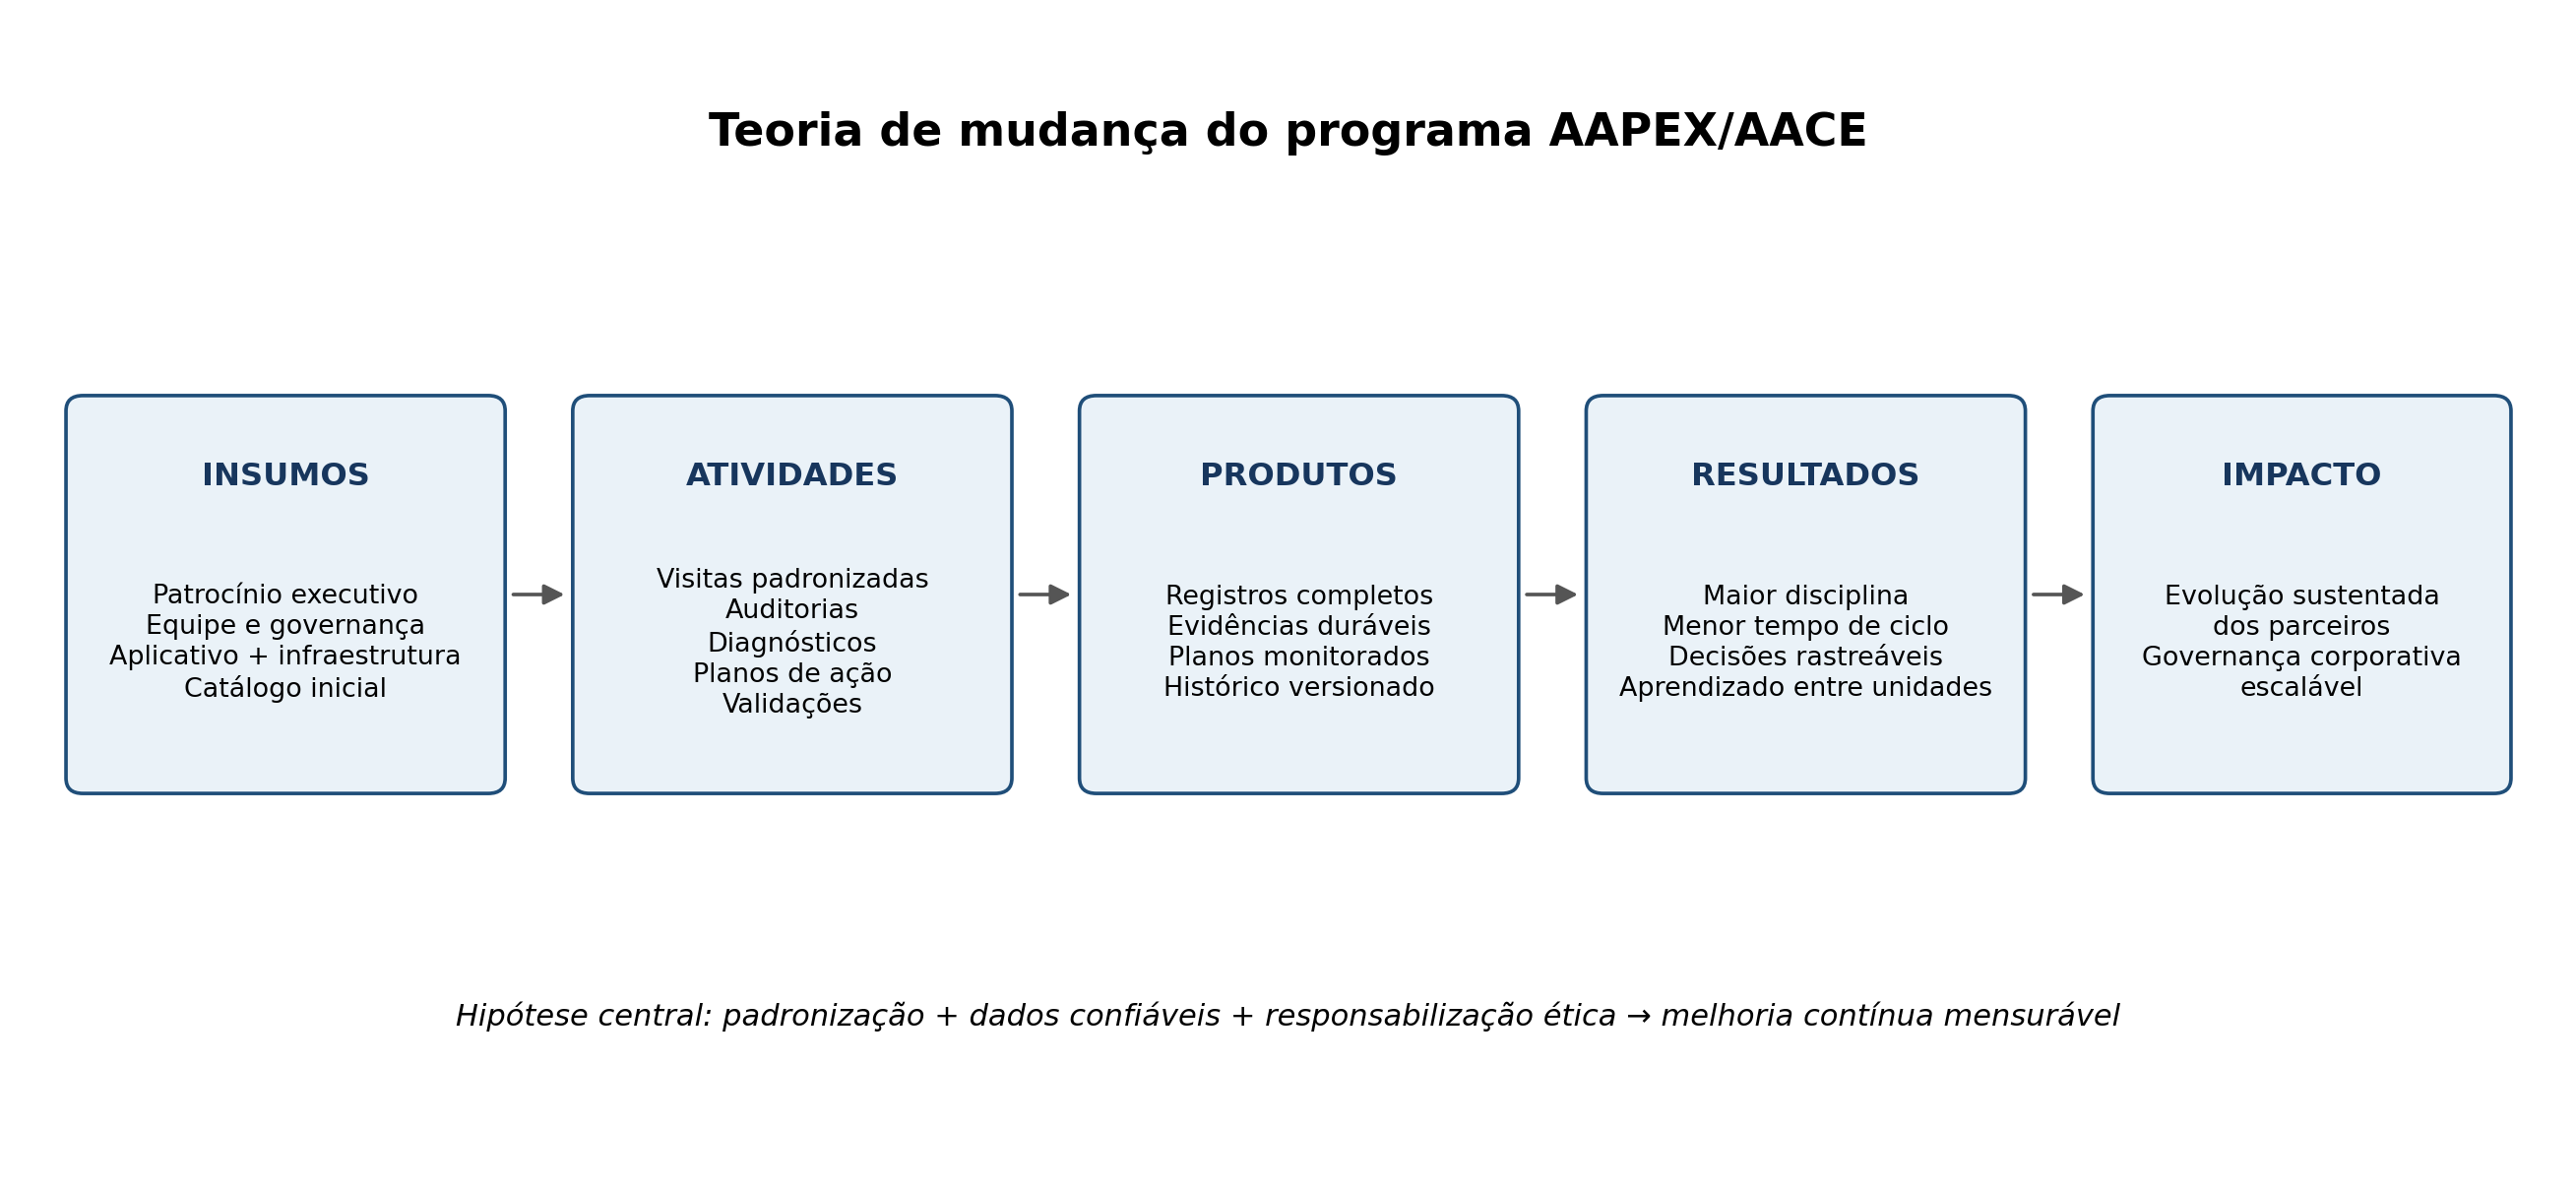 Teoria de mudança do programa AAPEX/AACE
INSUMOS
Patrocínio executivo
Equipe e governança
Aplicativo + infraestrutura
Catálogo inicial
ATIVIDADES
Visitas padronizadas
Auditorias
Diagnósticos
Planos de ação
Validações
PRODUTOS
Registros completos
Evidências duráveis
Planos monitorados
Histórico versionado
RESULTADOS
Maior disciplina
Menor tempo de ciclo
Decisões rastreáveis
Aprendizado entre unidades
IMPACTO
Evolução sustentada
dos parceiros
Governança corporativa
escalável
Hipótese central: padronização + dados confiáveis + responsabilização ética → melhoria contínua mensurável